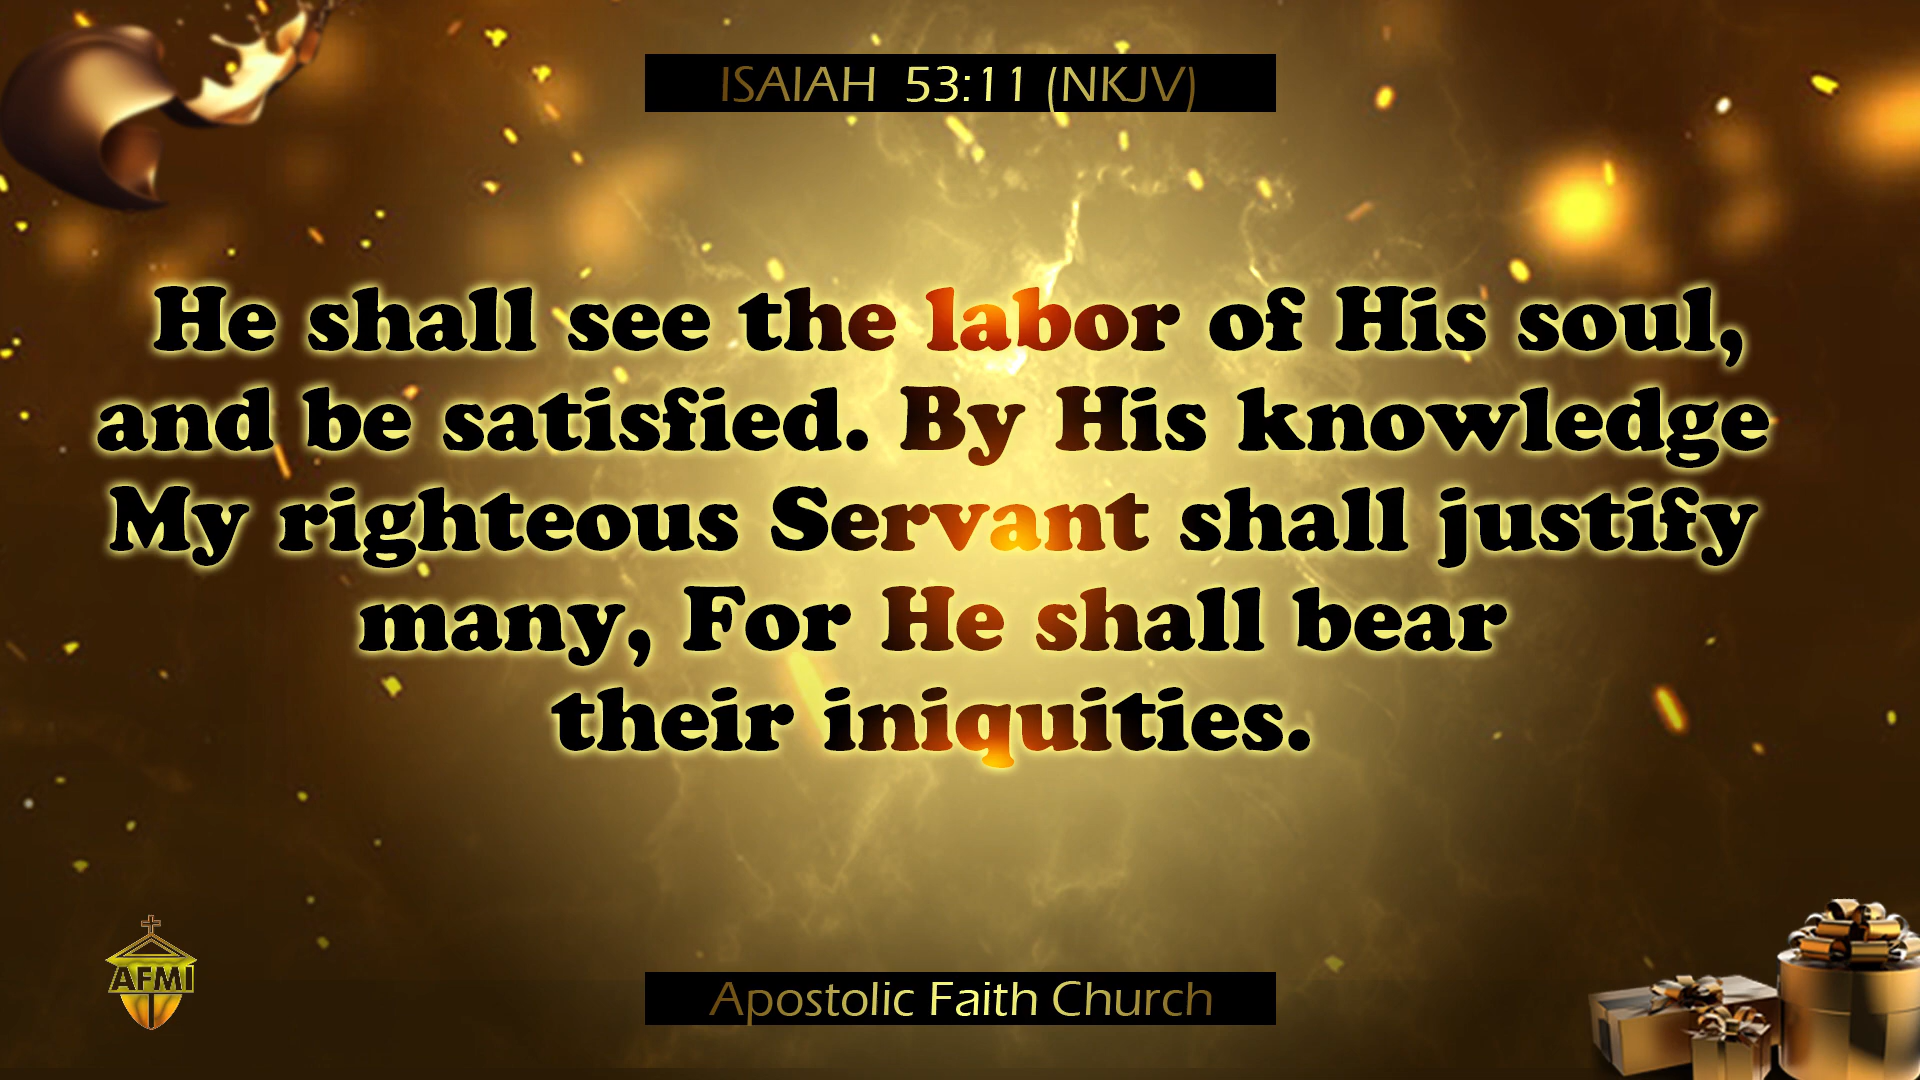 ISAIAH 53:11 (NKJV)
He shall see the labor of His soul,
and be satisfied. By His knowledge
My righteous Servant shall justify
many, For He shall bear
their iniquities.
AFMI
Apostolic Faith Church